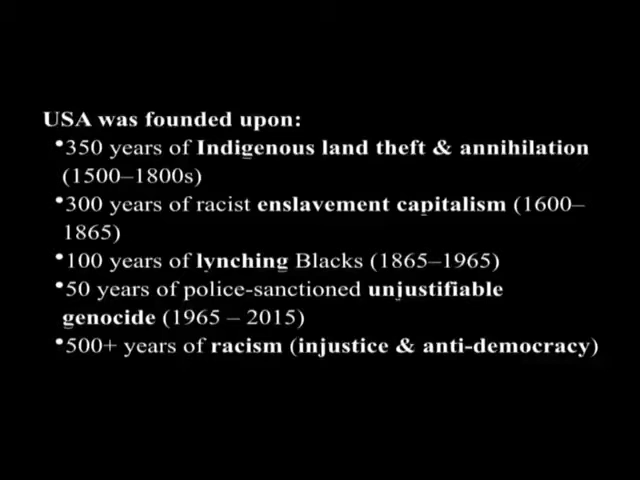 USA was founded upon:
•350 years of Indigenous land theft & annihilation
(1500–1800s)
•300 years of racist enslavement capitalism (1600–
1865)
•100 years of lynching Blacks (1865–1965)
•50 years of police-sanctioned unjustifiable
genocide (1965 – 2015)
•500+ years of racism (injustice & anti-democracy)